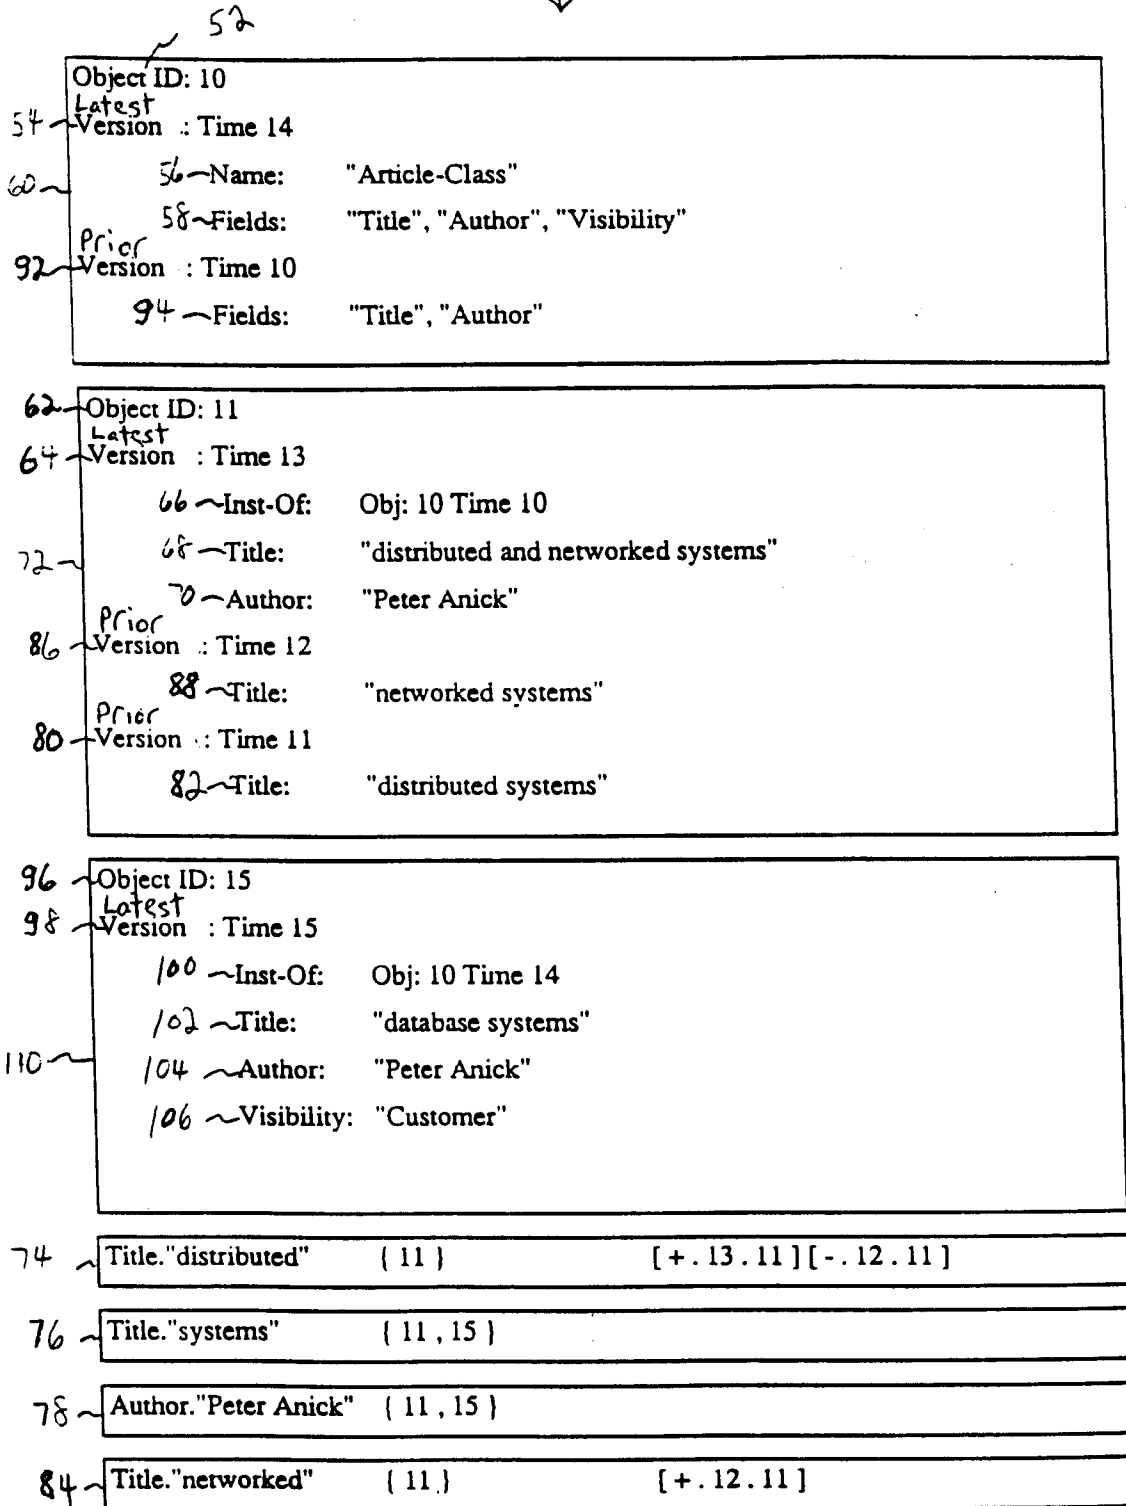 52
Object ID: 10
Latest
54 Version : Time 14
56 Name: "Article-Class"
60
58 Fields: "Title", "Author", "Visibility"
Prior
92 Version : Time 10
94 Fields: "Title", "Author"
62 Object ID: 11
Latest
64 Version : Time 13
66 Inst-Of: Obj: 10 Time 10
68 Title: "distributed and networked systems"
72
70 Author: "Peter Anick"
Prior
86 Version : Time 12
88 Title: "networked systems"
Prior
80 Version : Time 11
82 Title: "distributed systems"
96 Object ID: 15
Latest
98 Version : Time 15
100 Inst-Of: Obj: 10 Time 14
102 Title: "database systems"
110
104 Author: "Peter Anick"
106 Visibility: "Customer"
74 Title."distributed" { 11 } [ + . 13 . 11 ] [ - . 12 . 11 ]
76 Title."systems" { 11 , 15 }
78 Author."Peter Anick" { 11 , 15 }
84 Title."networked" { 11 } [ + . 12 . 11 ]